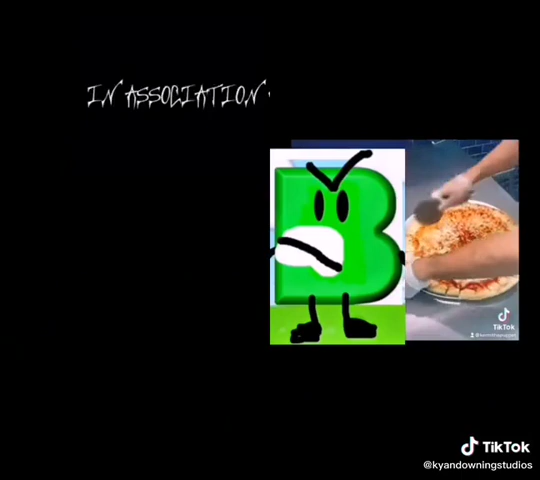 IN ASSOCIATION
B
TikTok
TikTok
@kyandowningstudios